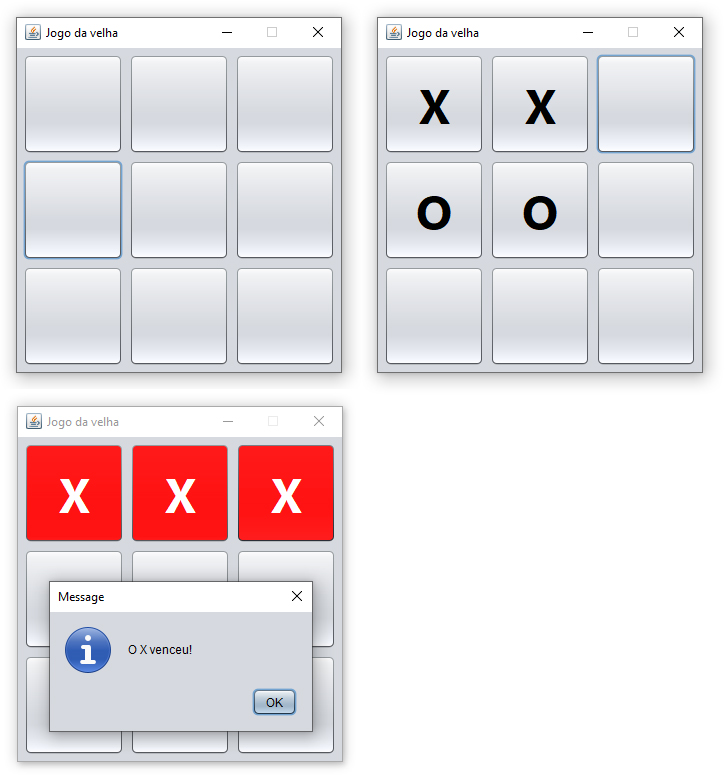 Jogo da velha
Jogo da velha
X X
O O
Jogo da velha
X X X
Message
O X venceu!
OK